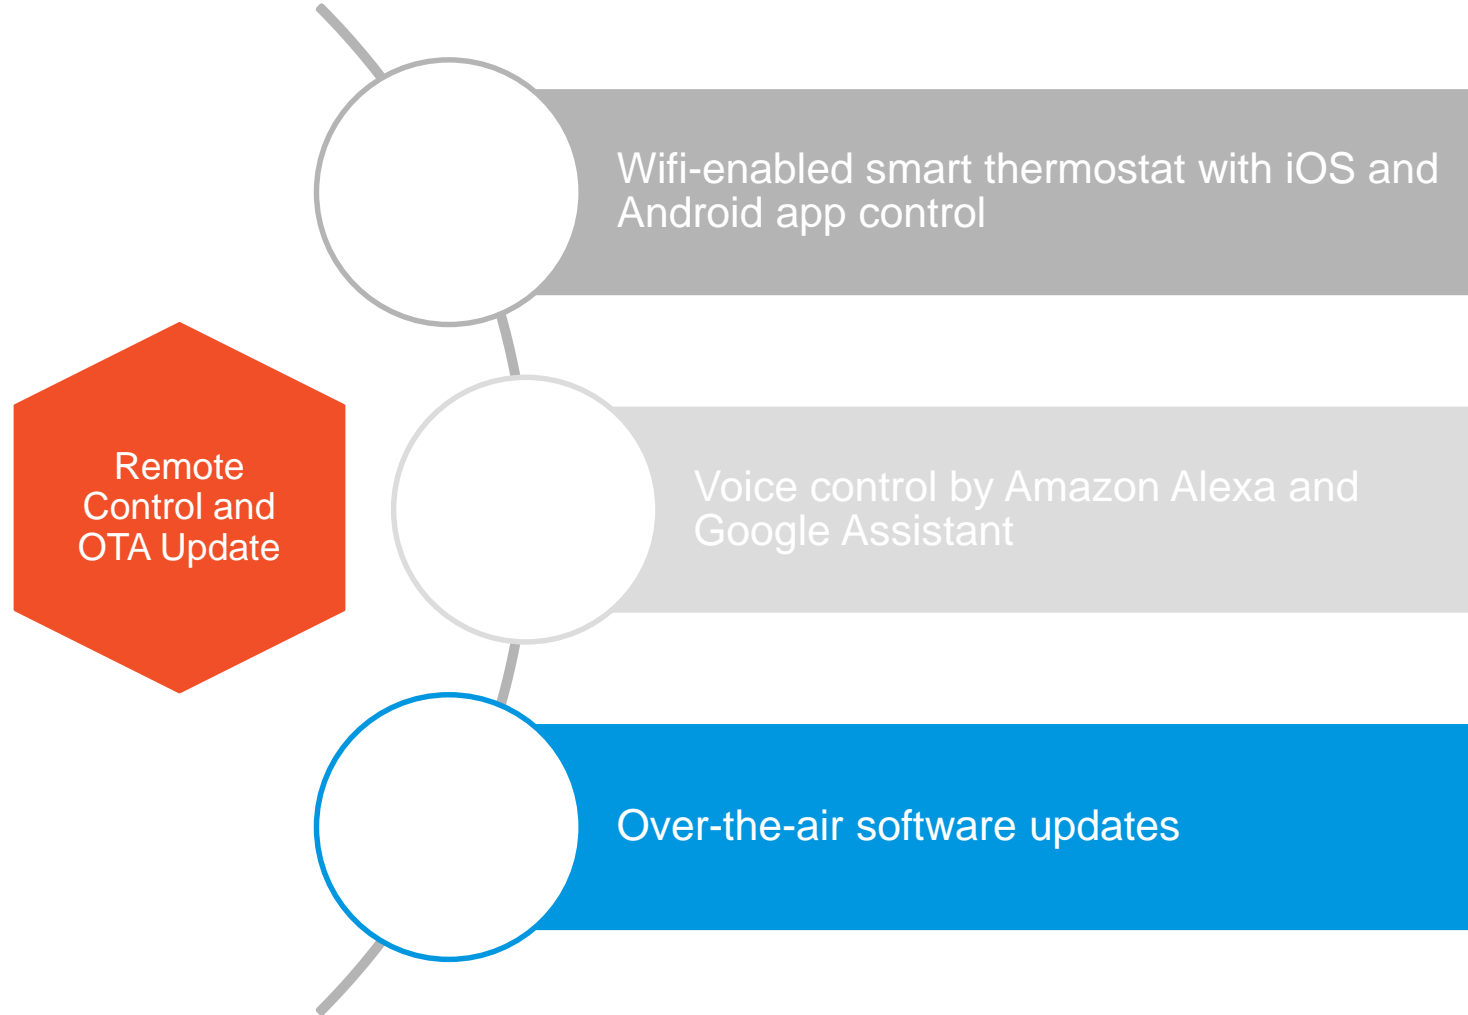 Wifi-enabled smart thermostat with iOS and
Android app control
Remote
Control and
OTA Update
Voice control by Amazon Alexa and
Google Assistant
Over-the-air software updates